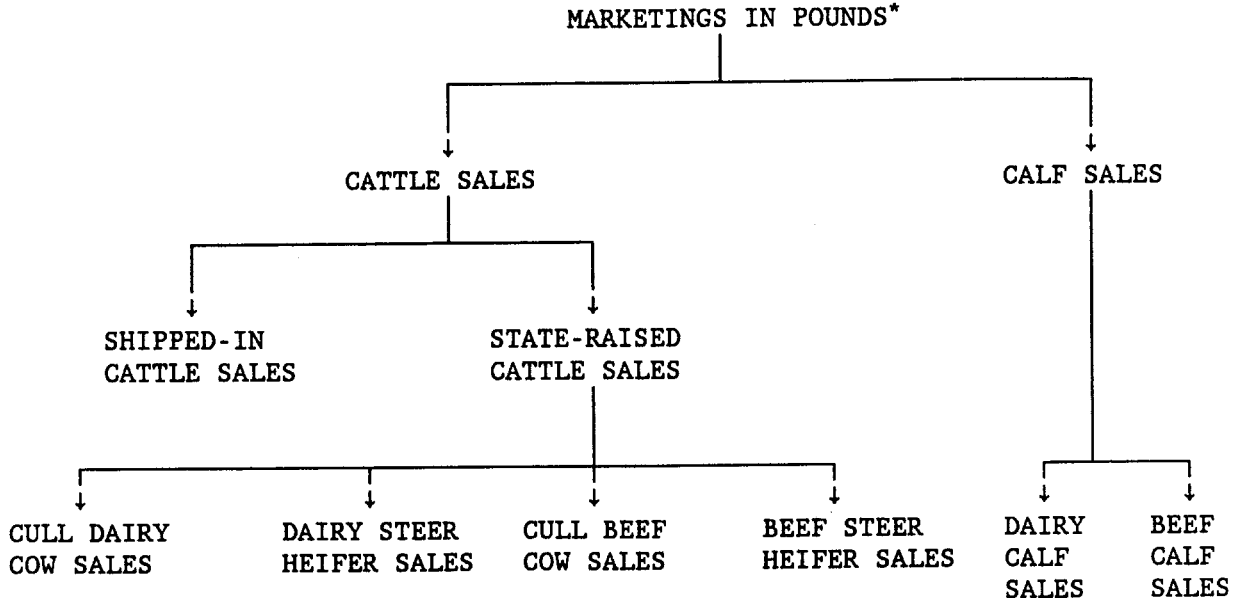 MARKETINGS IN POUNDS*
CATTLE SALES
CALF SALES
SHIPPED-IN
CATTLE SALES
STATE-RAISED
CATTLE SALES
CULL DAIRY
COW SALES
DAIRY STEER
HEIFER SALES
CULL BEEF
COW SALES
BEEF STEER
HEIFER SALES
DAIRY
CALF
SALES
BEEF
CALF
SALES